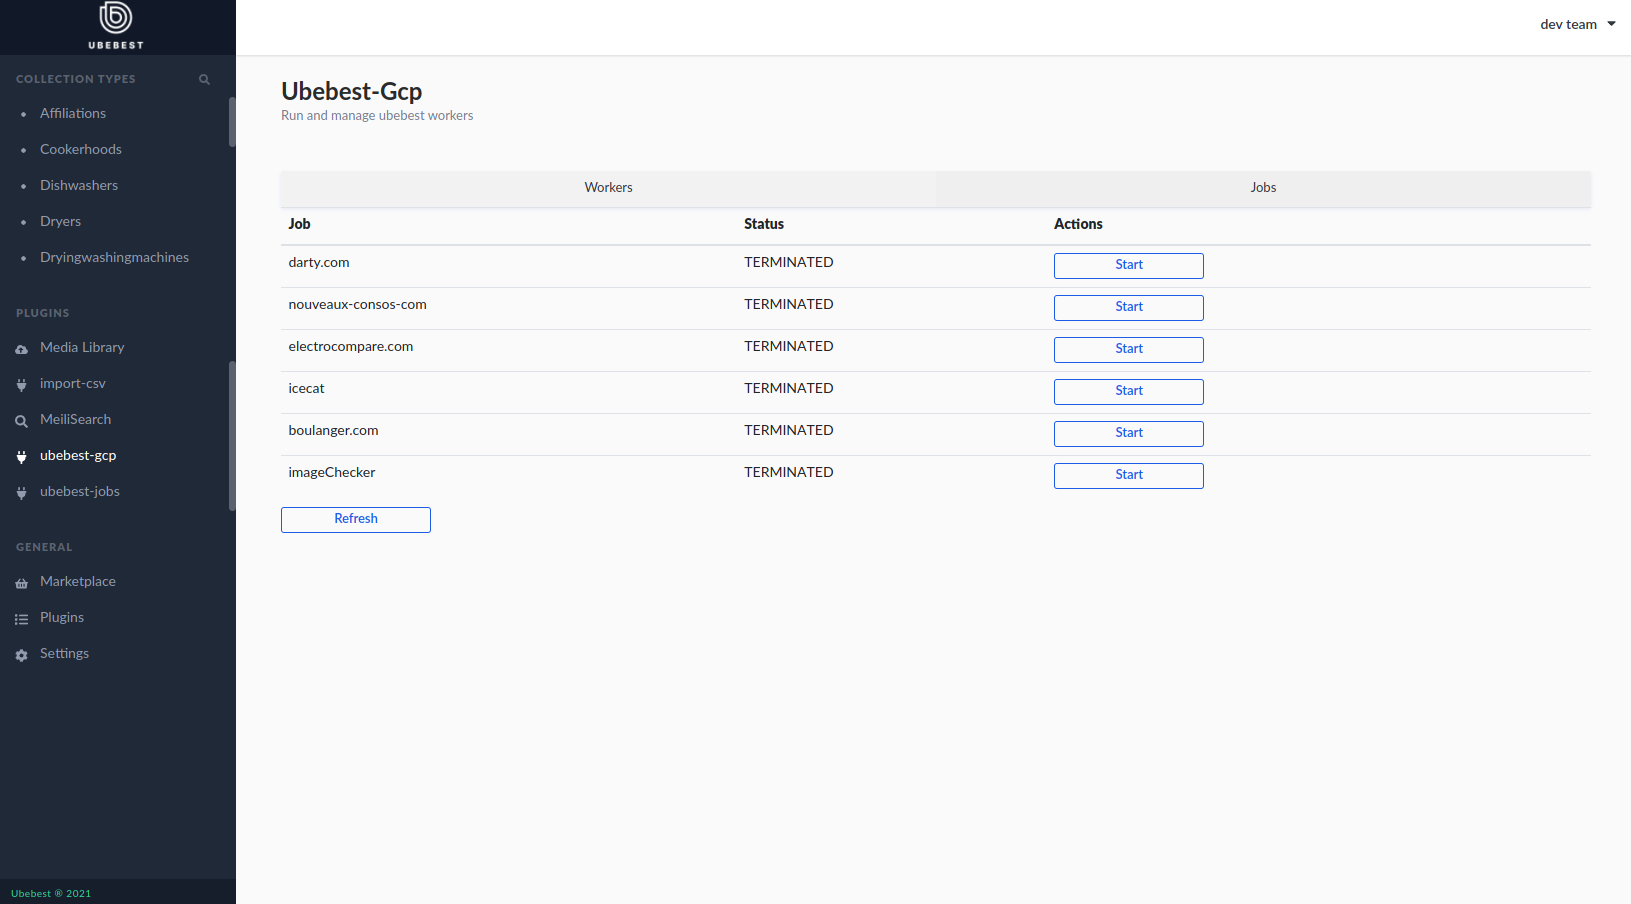 UBEBEST
dev team
COLLECTION TYPES
Affiliations
Cookerhoods
Dishwashers
Dryers
Dryingwashingmachines
PLUGINS
Media Library
import-csv
MeiliSearch
ubebest-gcp
ubebest-jobs
GENERAL
Marketplace
Plugins
Settings
Ubebest ® 2021
Ubebest-Gcp
Run and manage ubebest workers
Workers Jobs
Job Status Actions
darty.com TERMINATED Start
nouveaux-consos-com TERMINATED Start
electrocompare.com TERMINATED Start
icecat TERMINATED Start
boulanger.com TERMINATED Start
imageChecker TERMINATED Start
Refresh